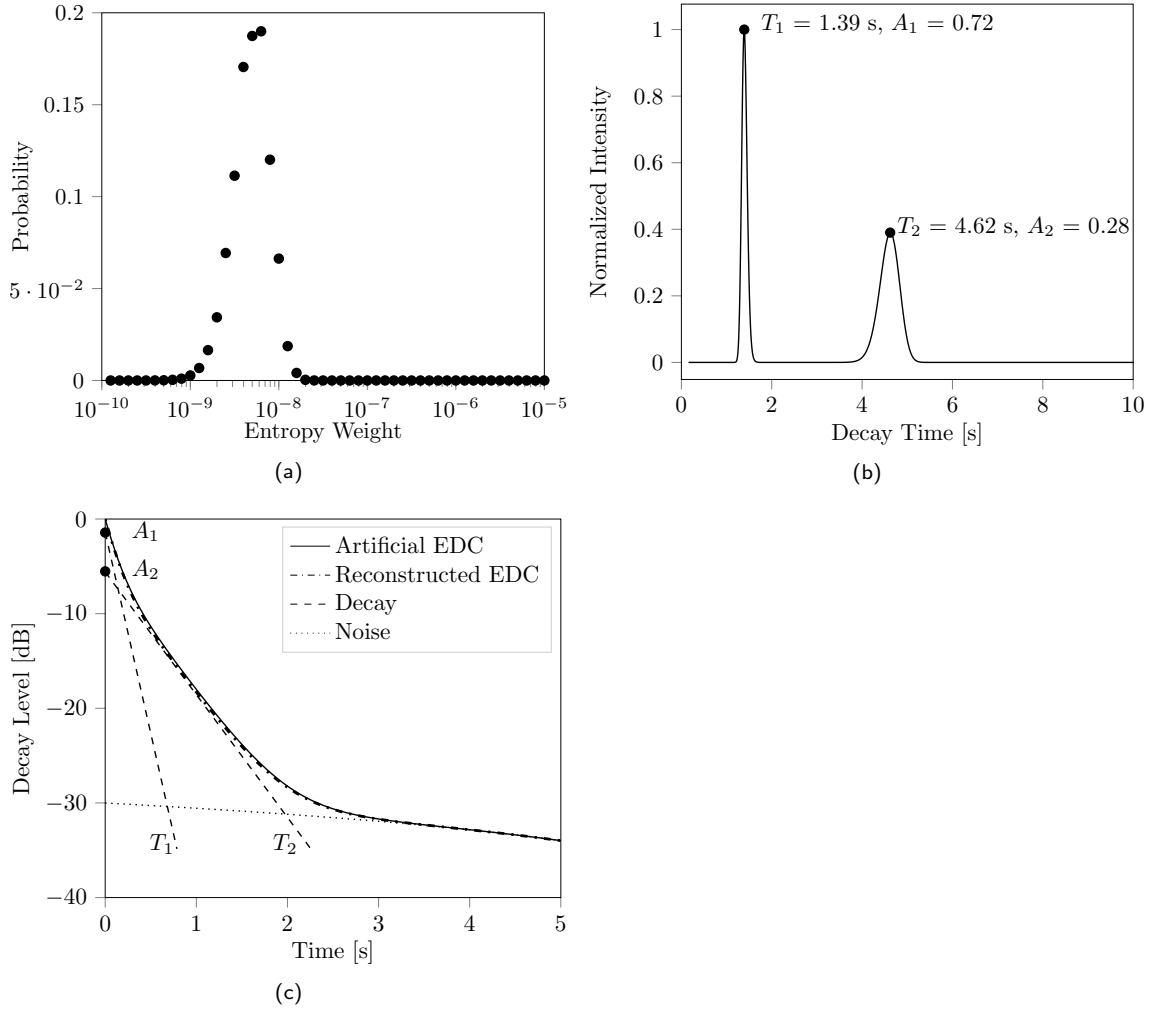 0.2
0.15
0.1
5 · 10⁻²
0
Probability
10⁻¹⁰ 10⁻⁹ 10⁻⁸ 10⁻⁷ 10⁻⁶ 10⁻⁵
Entropy Weight
(a)
T₁ = 1.39 s, A₁ = 0.72
T₂ = 4.62 s, A₂ = 0.28
1
0.8
0.6
0.4
0.2
0
Normalized Intensity
0 2 4 6 8 10
Decay Time [s]
(b)
0
−10
−20
−30
−40
Decay Level [dB]
A₁
A₂
T₁ T₂
Artificial EDC
Reconstructed EDC
Decay
Noise
0 1 2 3 4 5
Time [s]
(c)